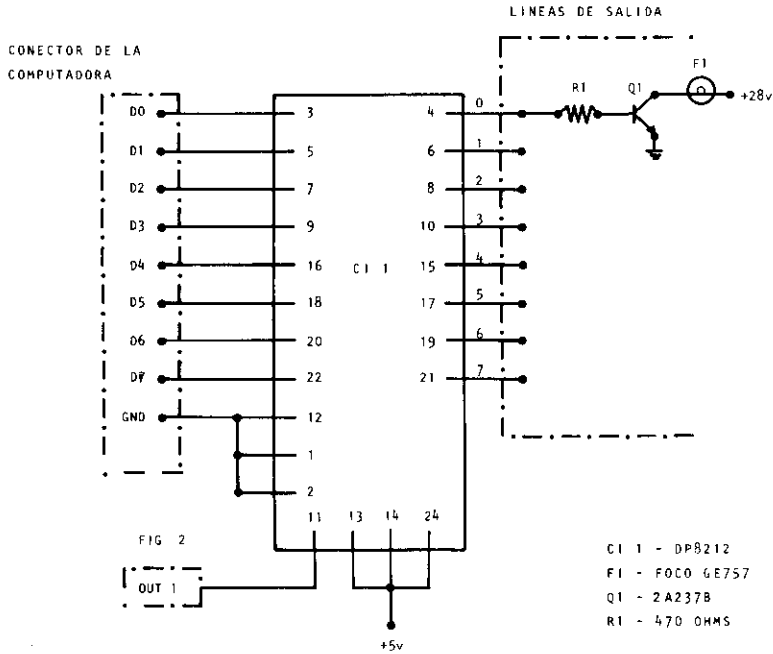 LINEAS DE SALIDA
CONECTOR DE LA
COMPUTADORA
F1
R1
Q1
+28v
D0 3 4 0
D1 5 6 1
D2 7 8 2
D3 9 10 3
D4 16 CI 1 15 4
D5 18 17 5
D6 20 19 6
D7 22 21 7
GND 12
1
2
11 13 14 24
FIG 2
OUT 1
+5v
CI 1 - DP8212
F1 - FOCO GE757
Q1 - 2A237B
R1 - 470 OHMS